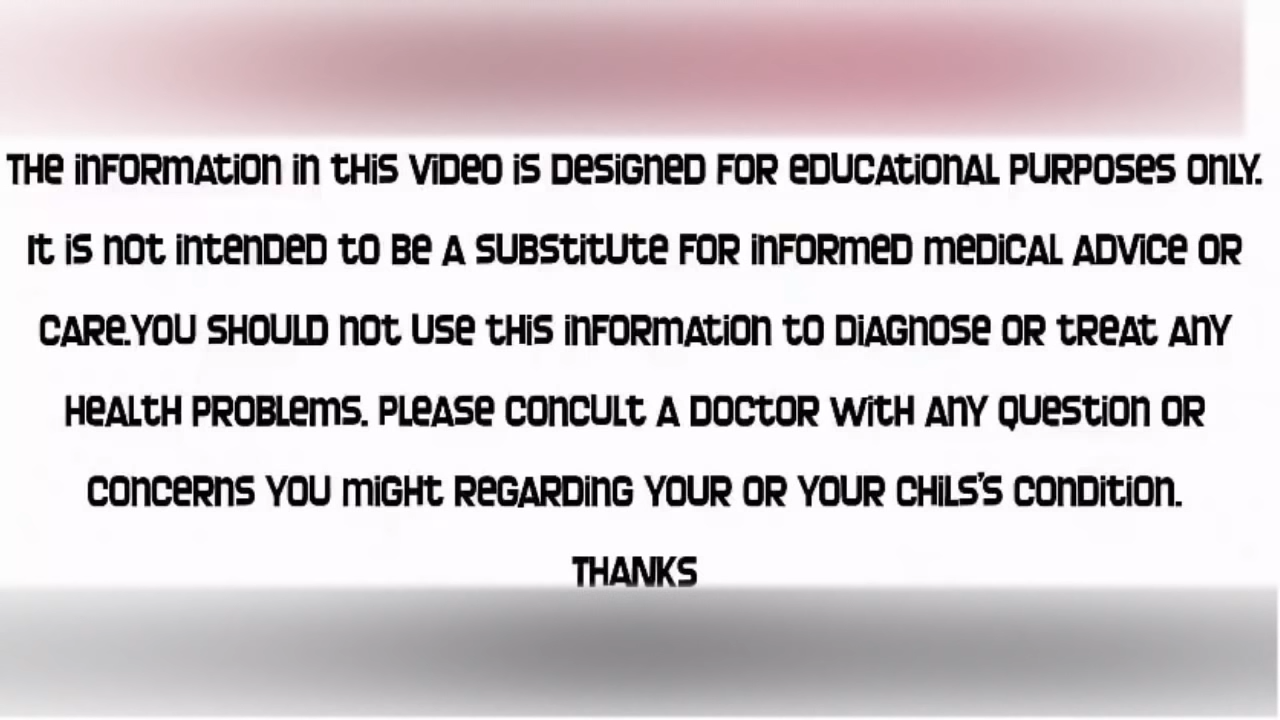 THE INFORMATION IN THIS VIDEO IS DESIGNED FOR EDUCATIONAL PURPOSES ONLY.
IT IS NOT INTENDED TO BE A SUBSTITUTE FOR INFORMED MEDICAL ADVICE OR
CARE.YOU SHOULD NOT USE THIS INFORMATION TO DIAGNOSE OR TREAT ANY
HEALTH PROBLEMS. PLEASE CONCULT A DOCTOR WITH ANY QUESTION OR
CONCERNS YOU MIGHT REGARDING YOUR OR YOUR CHILS'S CONDITION.
THANKS